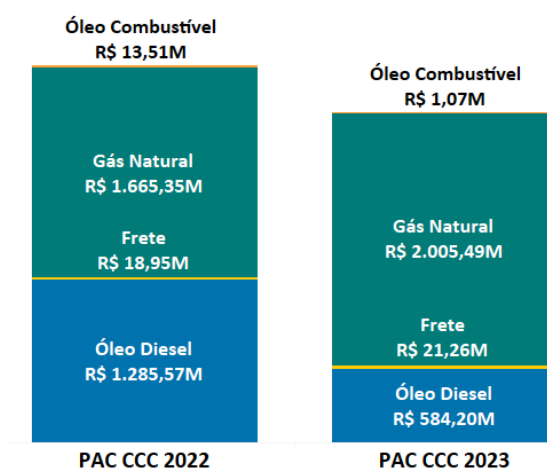 Óleo Combustível
R$ 13,51M
Gás Natural
R$ 1.665,35M
Frete
R$ 18,95M
Óleo Diesel
R$ 1.285,57M
PAC CCC 2022
Óleo Combustível
R$ 1,07M
Gás Natural
R$ 2.005,49M
Frete
R$ 21,26M
Óleo Diesel
R$ 584,20M
PAC CCC 2023